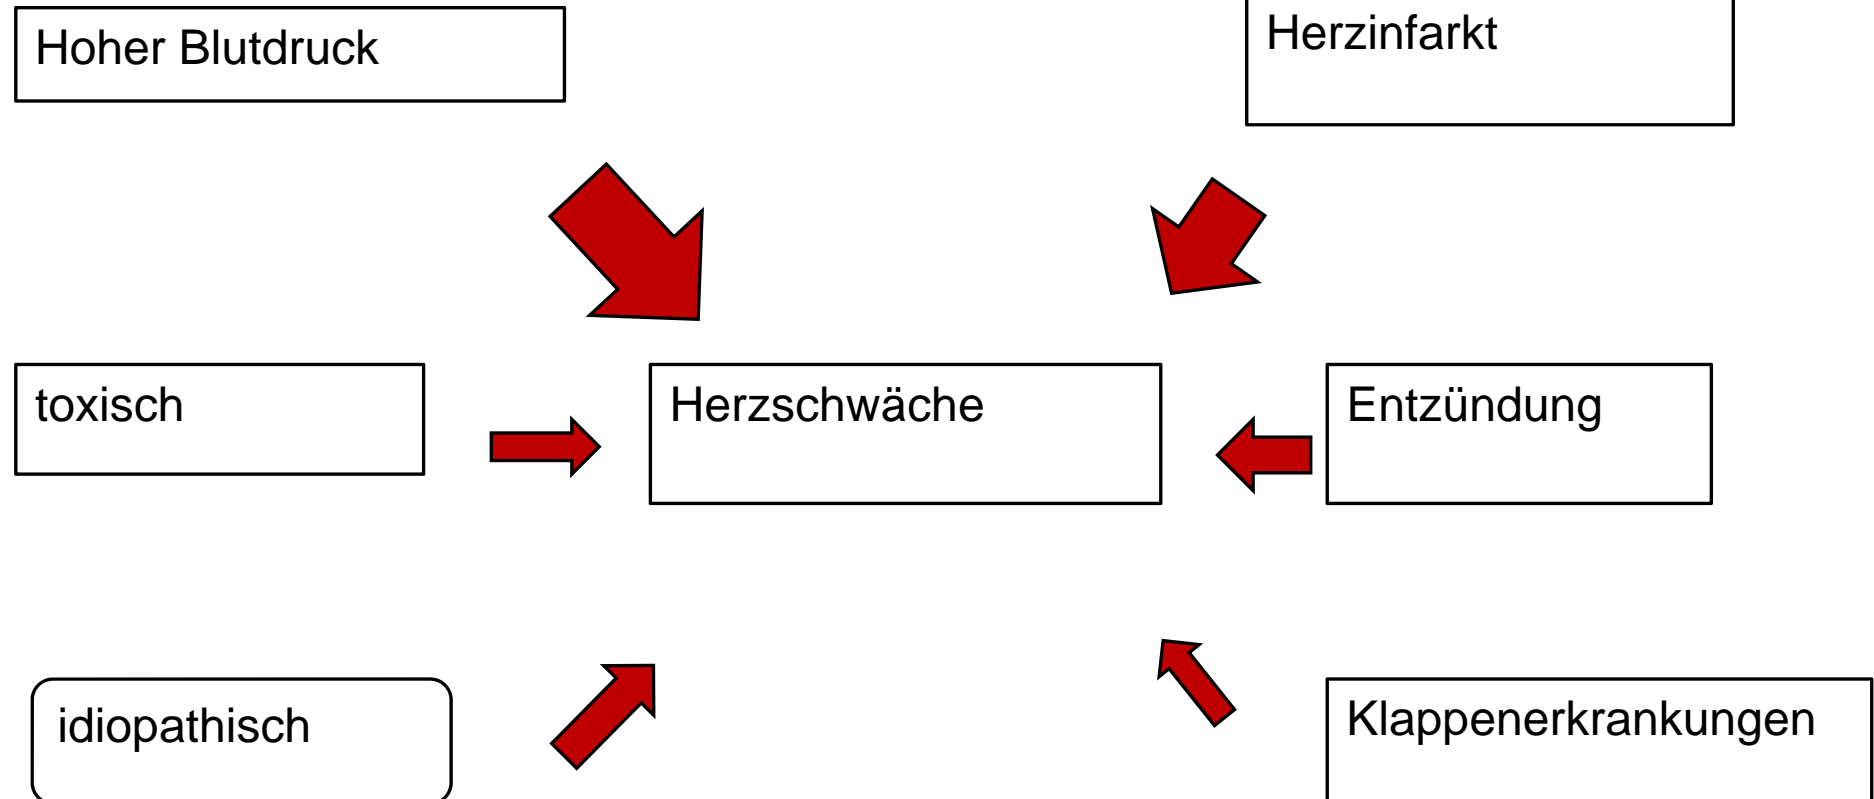 Hoher Blutdruck
Herzinfarkt
toxisch
Herzschwäche
Entzündung
idiopathisch
Klappenerkrankungen